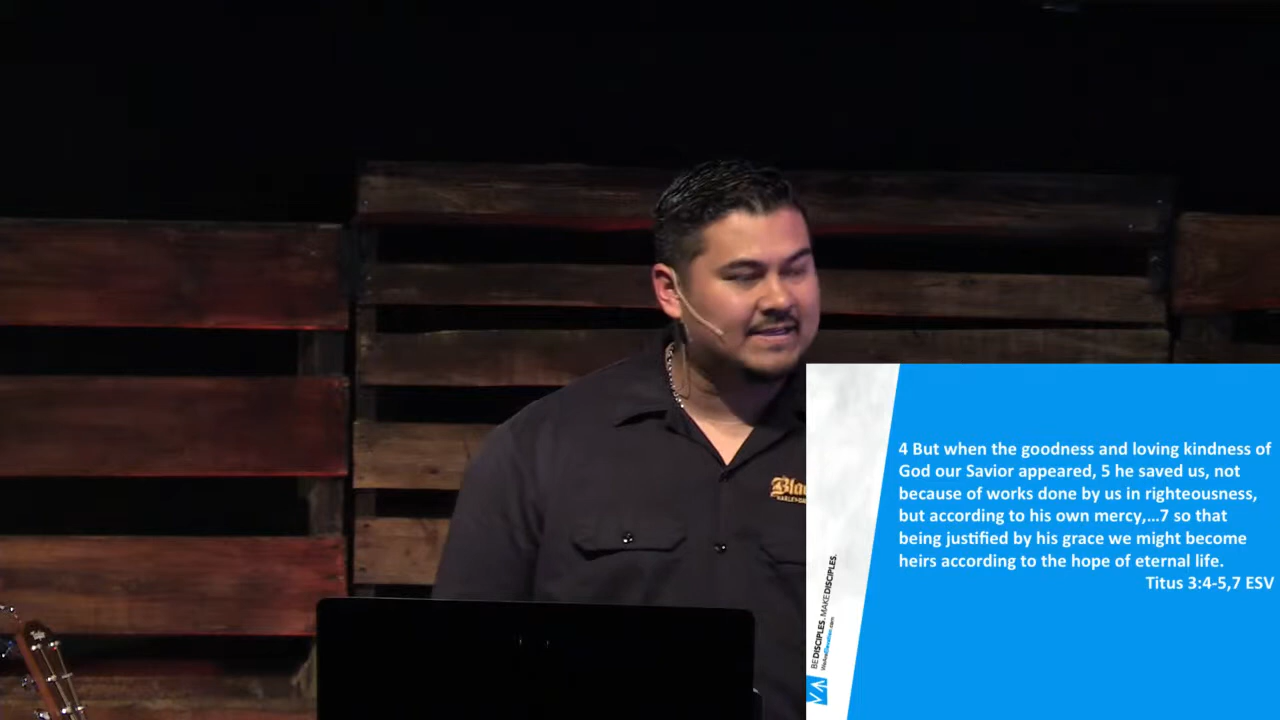 Blac
HARLEY-DA
4 But when the goodness and loving kindness of
God our Savior appeared, 5 he saved us, not
because of works done by us in righteousness,
but according to his own mercy,...7 so that
being justified by his grace we might become
heirs according to the hope of eternal life.
Titus 3:4-5,7 ESV
BE DISCIPLES. MAKE DISCIPLES.